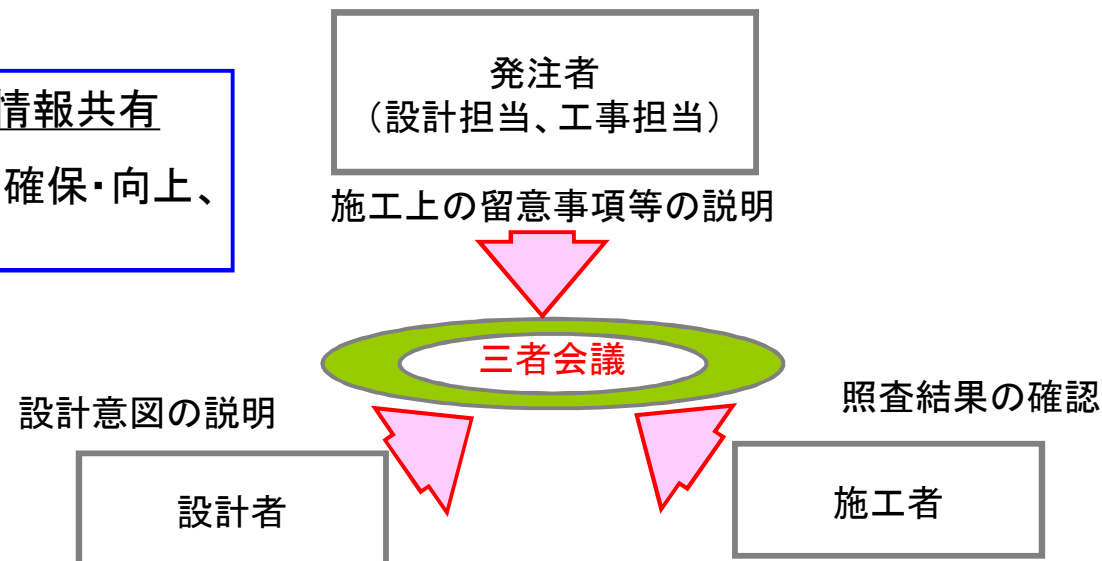 発注者
(設計担当、工事担当)
情報共有
確保・向上、
施工上の留意事項等の説明
三者会議
設計意図の説明
照査結果の確認
設計者
施工者